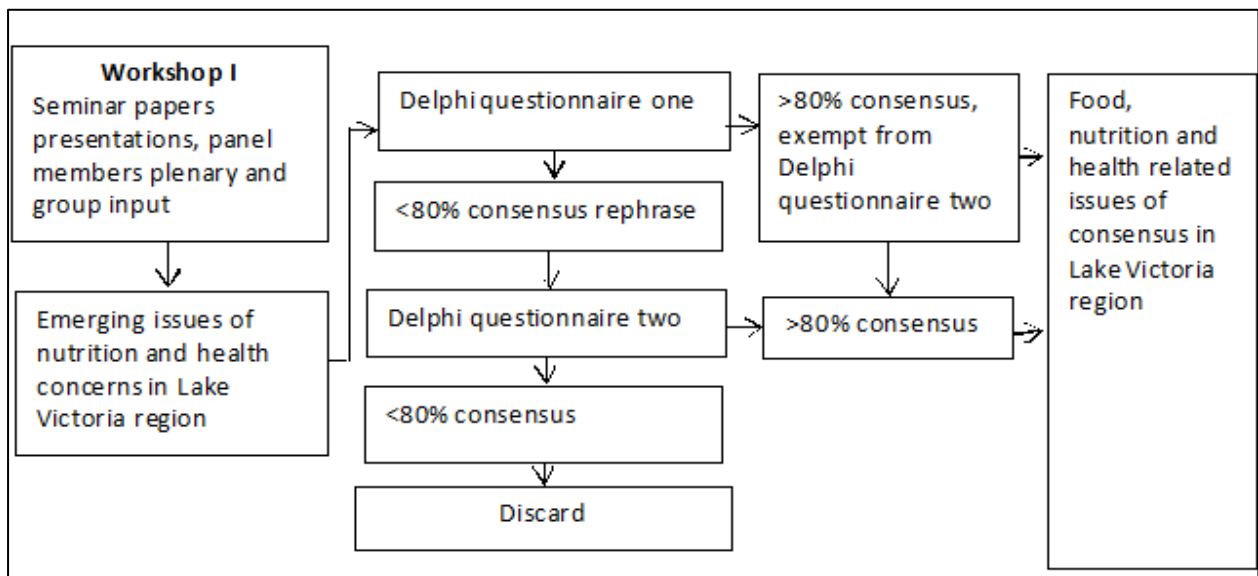 Workshop I
Seminar papers
presentations, panel
members plenary and
group input
Emerging issues of
nutrition and health
concerns in Lake
Victoria region
Delphi questionnaire one
<80% consensus rephrase
Delphi questionnaire two
<80% consensus
Discard
>80% consensus,
exempt from
Delphi
questionnaire two
>80% consensus
Food,
nutrition and
health related
issues of
consensus in
Lake Victoria
region